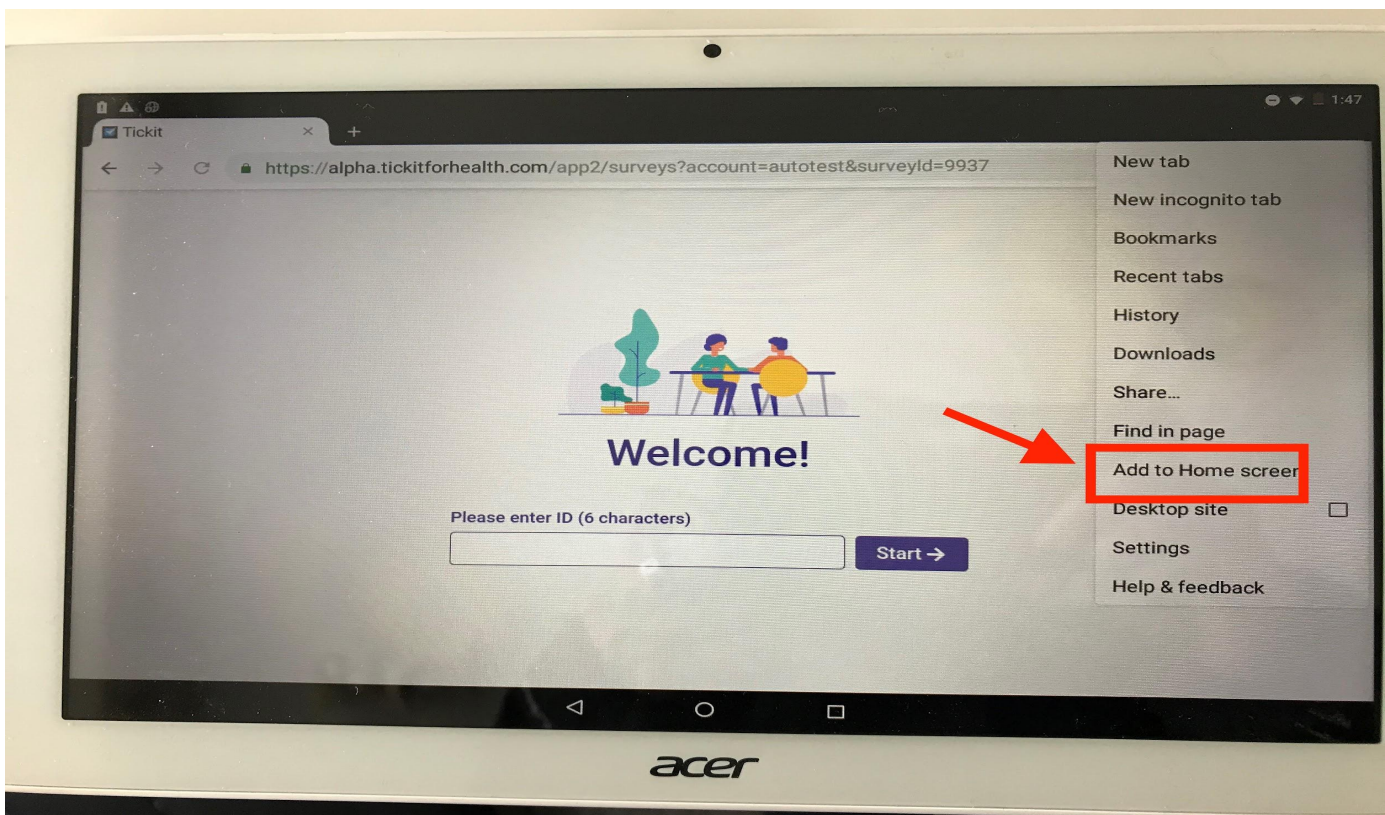 1:47
Tickit
https://alpha.tickitforhealth.com/app2/surveys?account=autotest&surveyId=9937
New tab
New incognito tab
Bookmarks
Recent tabs
History
Downloads
Share...
Find in page
Add to Home screen
Desktop site
Settings
Help & feedback
Welcome!
Please enter ID (6 characters)
Start →
acer